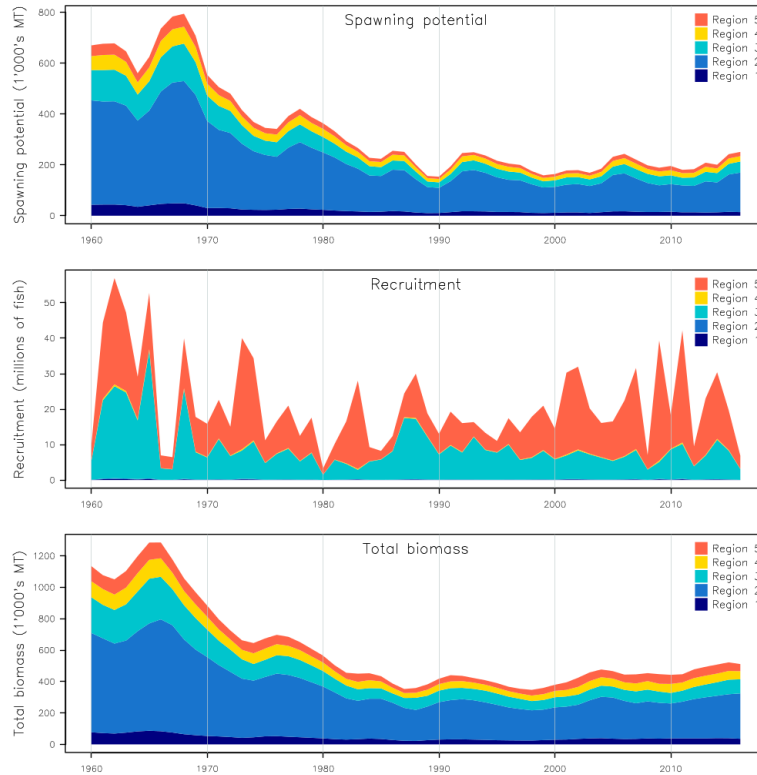 Spawning potential
Spawning potential (1'000's MT)
800
600
400
200
0
1960
1970
1980
1990
2000
2010
Region 5
Region 4
Region 3
Region 2
Region 1
Recruitment
Recruitment (millions of fish)
50
40
30
20
10
0
1960
1970
1980
1990
2000
2010
Region 5
Region 4
Region 3
Region 2
Region 1
Total biomass
Total biomass (1'000's MT)
1200
1000
800
600
400
200
0
1960
1970
1980
1990
2000
2010
Region 5
Region 4
Region 3
Region 2
Region 1